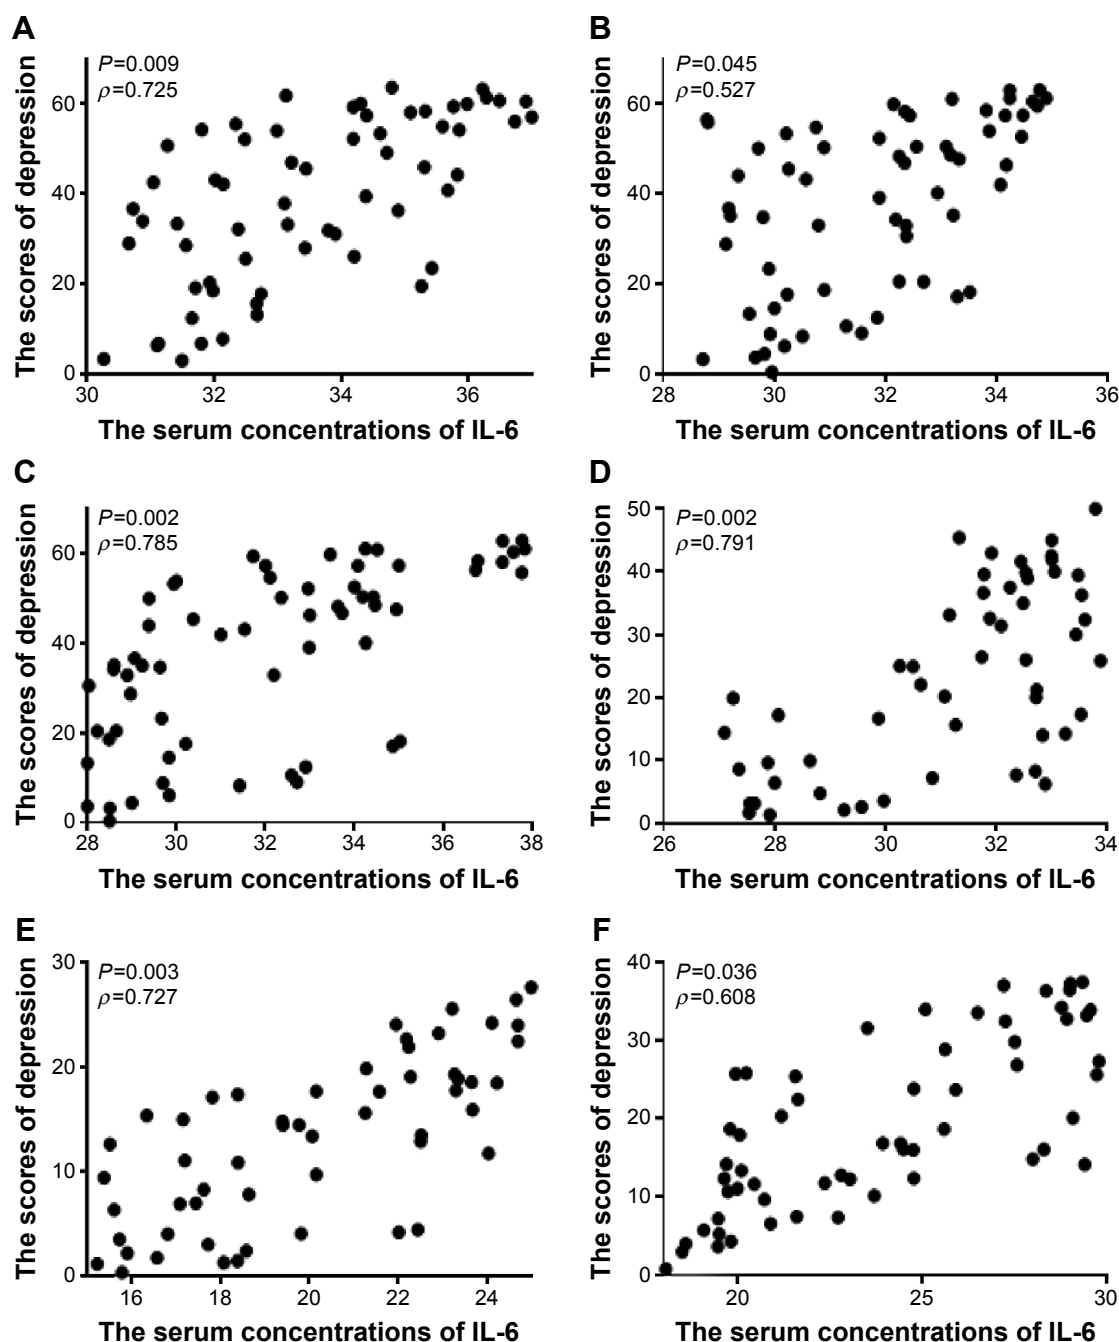 A
P=0.009
ρ=0.725
The scores of depression
60
40
20
0
30 32 34 36
The serum concentrations of IL-6
B
P=0.045
ρ=0.527
The scores of depression
60
40
20
0
28 30 32 34 36
The serum concentrations of IL-6
C
P=0.002
ρ=0.785
The scores of depression
60
40
20
0
28 30 32 34 36 38
The serum concentrations of IL-6
D
P=0.002
ρ=0.791
The scores of depression
50
40
30
20
10
0
26 28 30 32 34
The serum concentrations of IL-6
E
P=0.003
ρ=0.727
The scores of depression
30
20
10
0
16 18 20 22 24
The serum concentrations of IL-6
F
P=0.036
ρ=0.608
The scores of depression
40
30
20
10
0
20 25 30
The serum concentrations of IL-6